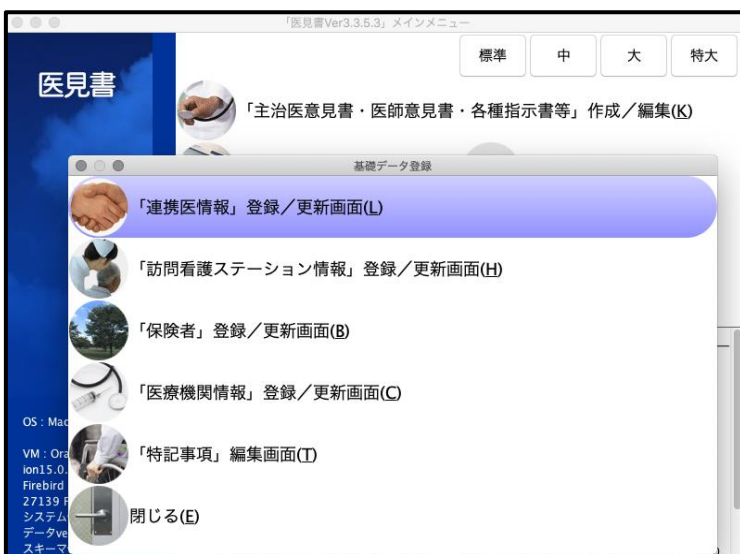 「医見書Ver3.3.5.3」メインメニュー
標準 中 大 特大
医見書
「主治医意見書・医師意見書・各種指示書等」作成／編集(K)
基礎データ登録
「連携医情報」登録／更新画面(L)
「訪問看護ステーション情報」登録／更新画面(H)
「保険者」登録／更新画面(B)
「医療機関情報」登録／更新画面(C)
「特記事項」編集画面(T)
閉じる(E)
OS : Mac
VM : Ora
ion15.0.
Firebird
27139 F
システム
データve
スキーマ